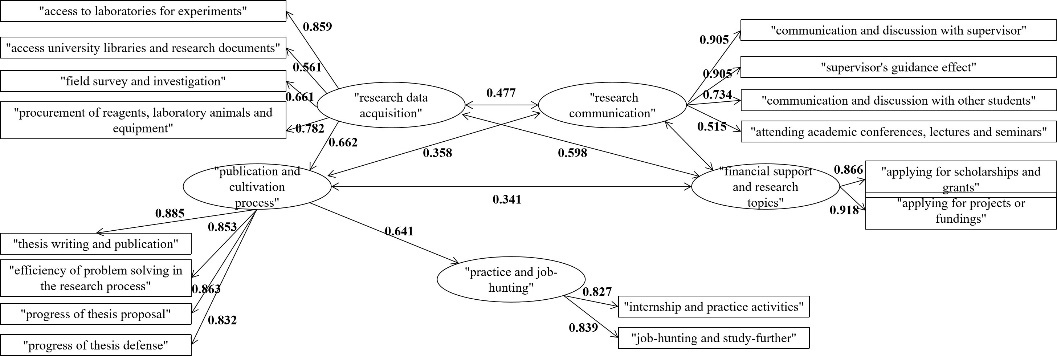 "access to laboratories for experiments"
0.859
"access university libraries and research documents"
0.561
"field survey and investigation"
0.661
"procurement of reagents, laboratory animals and
equipment"
0.782
"research data
acquisition"
0.477
"research
communication"
0.905
"communication and discussion with supervisor"
0.905
"supervisor's guidance effect"
0.734
"communication and discussion with other students"
0.515
"attending academic conferences, lectures and seminars"
0.662
0.358
0.598
"publication and
cultivation
process"
0.341
"financial support
and research
topics"
0.866
"applying for scholarships and
grants"
0.918
"applying for projects or
fundings"
0.885
"thesis writing and publication"
0.853
"efficiency of problem solving in
the research process"
0.863
"progress of thesis proposal"
0.832
"progress of thesis defense"
0.641
"practice and job-
hunting"
0.827
"internship and practice activities"
0.839
"job-hunting and study-further"